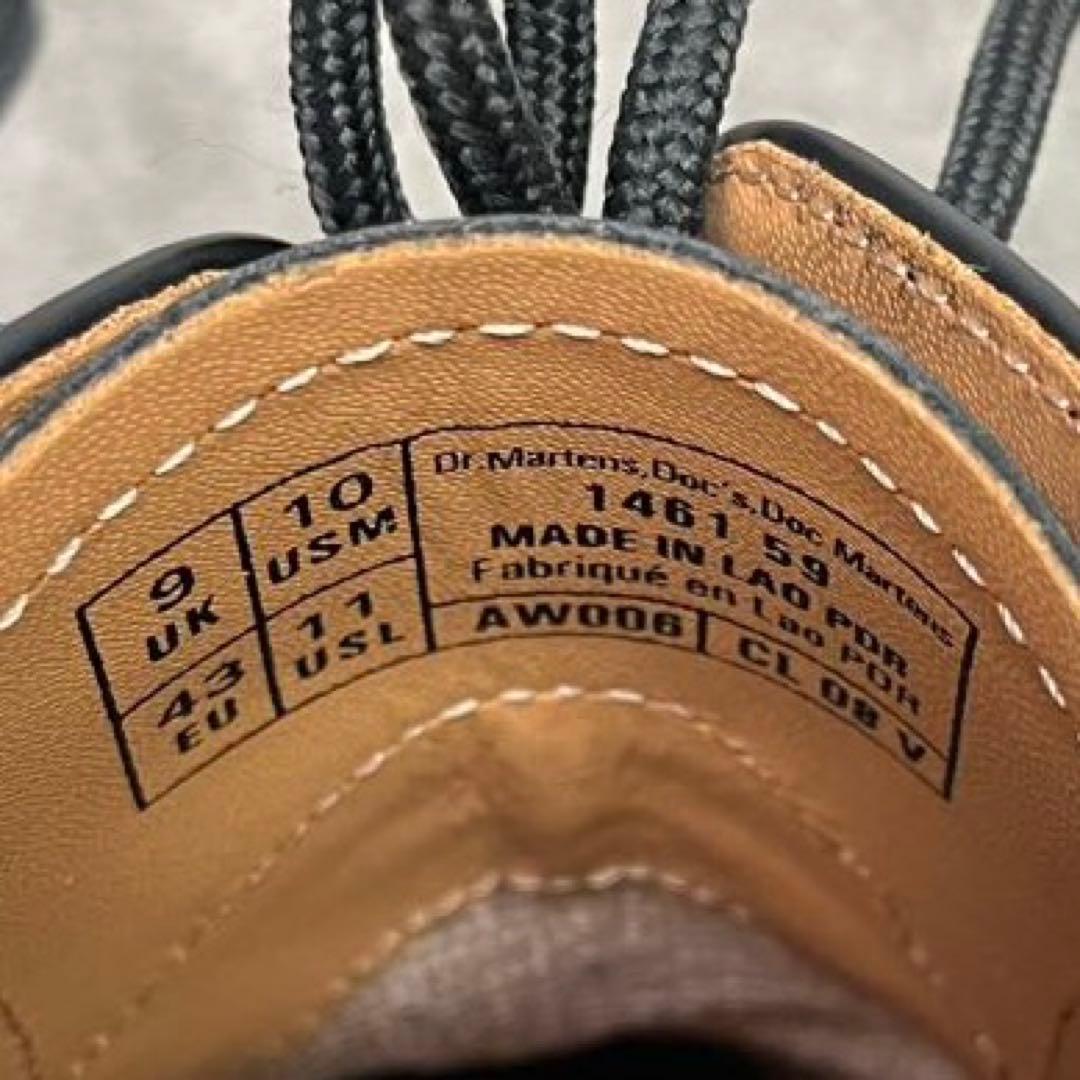 9 UK
10 USM
43 EU
11 USL
Dr.Martens,Doc's,Doc Martens
1461 59
MADE IN LAO PDR
Fabriqué en Lao PDR
AW006
CL 08 V